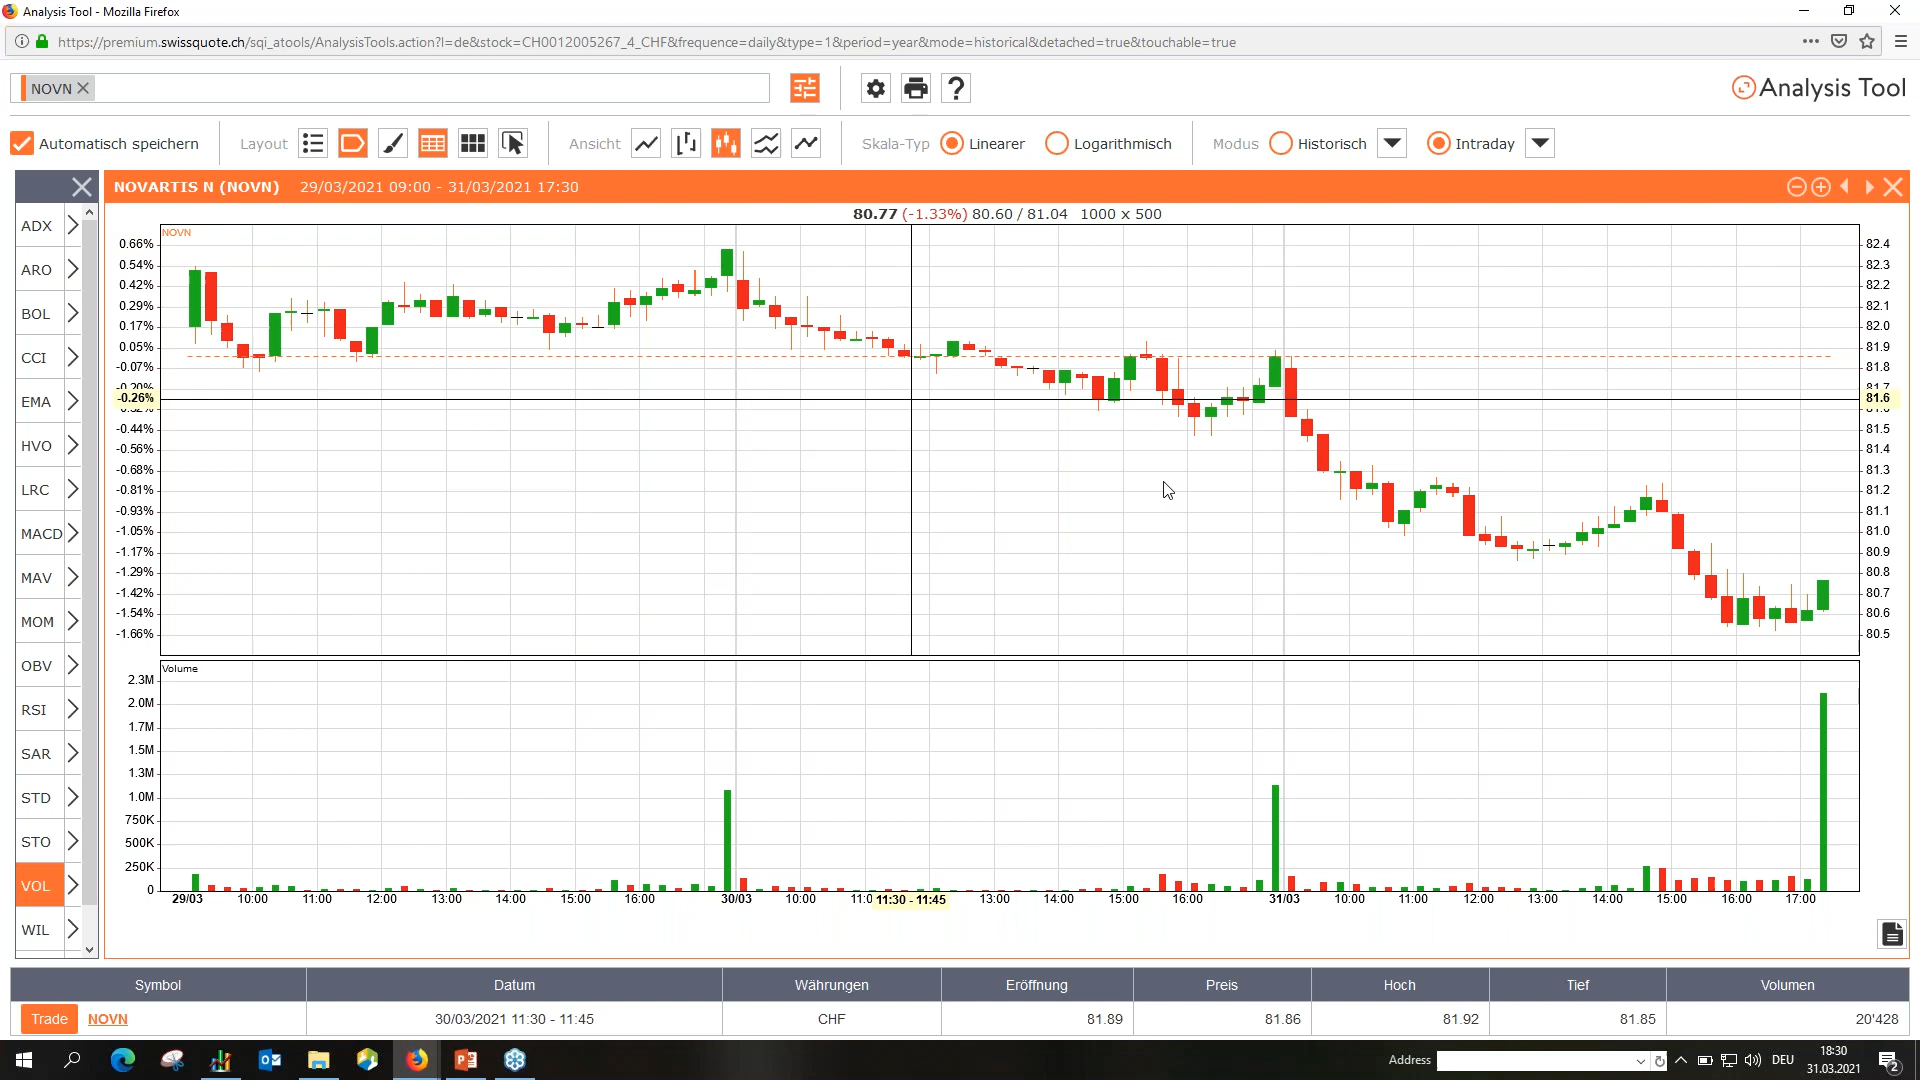 Analysis Tool - Mozilla Firefox
https://premium.swissquote.ch/sqi_atools/AnalysisTools.action?l=de&stock=CH0012005267_4_CHF&frequence=daily&type=1&period=year&mode=historical&detached=true&touchable=true
NOVN
Analysis Tool
Automatisch speichern
Layout
Ansicht
Skala-Typ
Linearer
Logarithmisch
Modus
Historisch
Intraday
NOVARTIS N (NOVN) 29/03/2021 09:00 - 31/03/2021 17:30
80.77 (-1.33%) 80.60 / 81.04 1000 x 500
ADX
ARO
BOL
CCI
EMA
HVO
LRC
MACD
MAV
MOM
OBV
RSI
SAR
STD
STO
VOL
WIL
NOVN
0.66%
0.54%
0.42%
0.29%
0.17%
0.05%
-0.07%
-0.20%
-0.26%
-0.44%
-0.56%
-0.68%
-0.81%
-0.93%
-1.05%
-1.17%
-1.29%
-1.42%
-1.54%
-1.66%
82.4
82.3
82.2
82.1
82.0
81.9
81.8
81.7
81.6
81.5
81.4
81.3
81.2
81.1
81.0
80.9
80.8
80.7
80.6
80.5
Volume
2.3M
2.0M
1.7M
1.5M
1.3M
1.0M
750K
500K
250K
0
29/03 10:00 11:00 12:00 13:00 14:00 15:00 16:00 30/03 10:00 11:0 11:30 - 11:45 13:00 14:00 15:00 16:00 31/03 10:00 11:00 12:00 13:00 14:00 15:00 16:00 17:00
Symbol Datum Währungen Eröffnung Preis Hoch Tief Volumen
Trade NOVN 30/03/2021 11:30 - 11:45 CHF 81.89 81.86 81.92 81.85 20'428
Address
DEU
18:30
31.03.2021
2